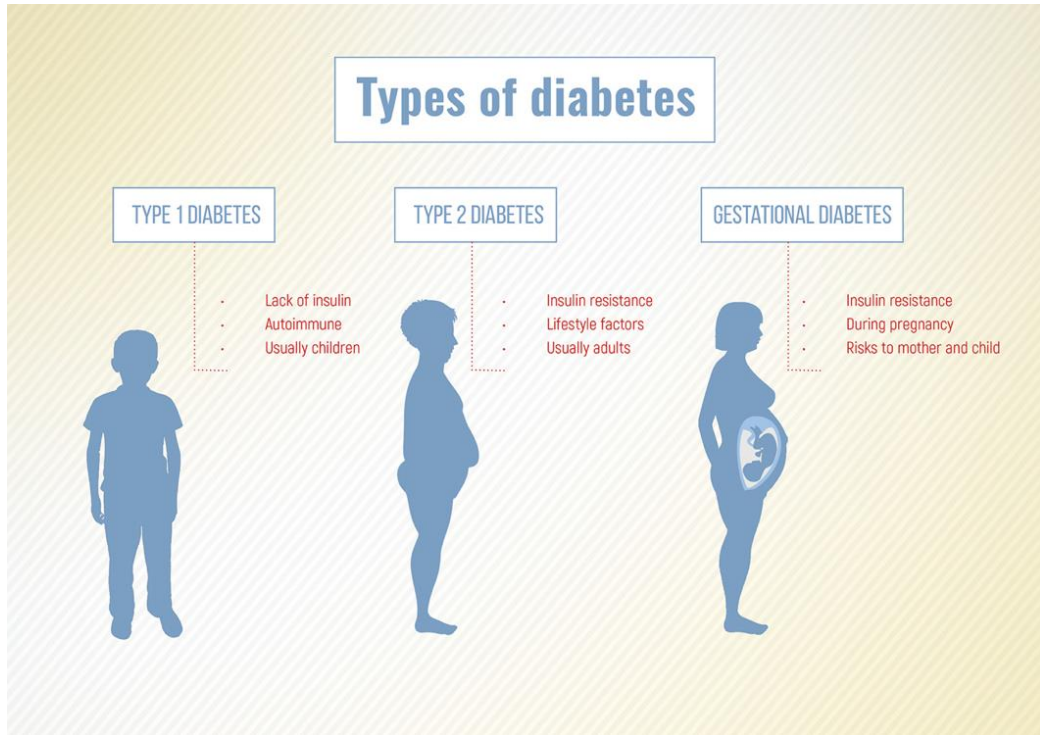 Types of diabetes
TYPE 1 DIABETES
· Lack of insulin
· Autoimmune
· Usually children
TYPE 2 DIABETES
· Insulin resistance
· Lifestyle factors
· Usually adults
GESTATIONAL DIABETES
· Insulin resistance
· During pregnancy
· Risks to mother and child